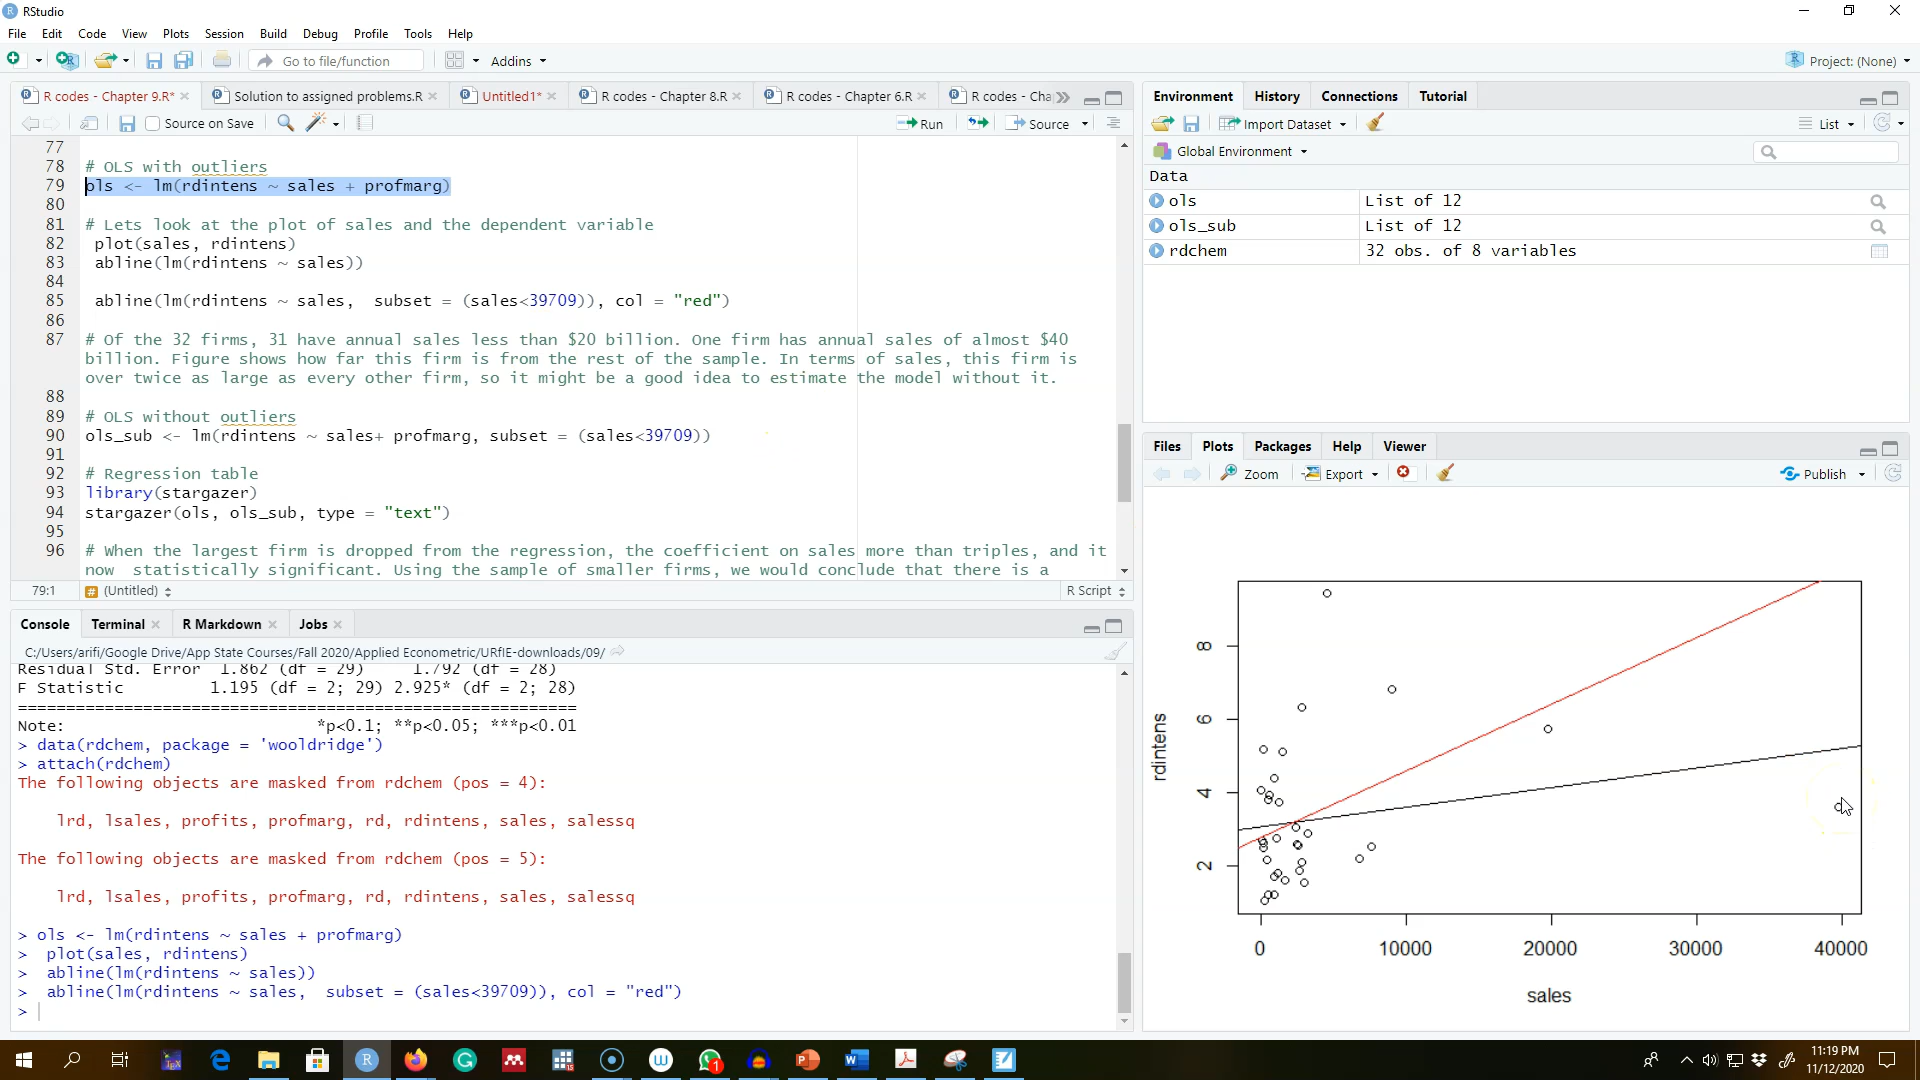 RStudio
File Edit Code View Plots Session Build Debug Profile Tools Help
Go to file/function Addins Project: (None)
R codes - Chapter 9.R* Solution to assigned problems.R Untitled1* R codes - Chapter 8.R R codes - Chapter 6.R R codes - Cha
Source on Save Run Source
77
78 # OLS with outliers
79 ols <- lm(rdintens ~ sales + profmarg)
80
81 # Lets look at the plot of sales and the dependent variable
82 plot(sales, rdintens)
83 abline(lm(rdintens ~ sales))
84
85 abline(lm(rdintens ~ sales,  subset = (sales<39709)), col = "red")
86
87 # Of the 32 firms, 31 have annual sales less than $20 billion. One firm has annual sales of almost $40
billion. Figure shows how far this firm is from the rest of the sample. In terms of sales, this firm is
over twice as large as every other firm, so it might be a good idea to estimate the model without it.
88
89 # OLS without outliers
90 ols_sub <- lm(rdintens ~ sales+ profmarg, subset = (sales<39709))
91
92 # Regression table
93 library(stargazer)
94 stargazer(ols, ols_sub, type = "text")
95
96 # When the largest firm is dropped from the regression, the coefficient on sales more than triples, and it
now  statistically significant. Using the sample of smaller firms, we would conclude that there is a
79:1 (Untitled) R Script
Console Terminal R Markdown Jobs
C:/Users/arifi/Google Drive/App State Courses/Fall 2020/Applied Econometric/URfIE-downloads/09/
Residual Std. Error 1.862 (df = 29) 1.792 (df = 28)
F Statistic 1.195 (df = 2; 29) 2.925* (df = 2; 28)
==========================================================
Note: *p<0.1; **p<0.05; ***p<0.01
> data(rdchem, package = 'wooldridge')
> attach(rdchem)
The following objects are masked from rdchem (pos = 4):
lrd, lsales, profits, profmarg, rd, rdintens, sales, salessq
The following objects are masked from rdchem (pos = 5):
lrd, lsales, profits, profmarg, rd, rdintens, sales, salessq
> ols <- lm(rdintens ~ sales + profmarg)
>  plot(sales, rdintens)
>  abline(lm(rdintens ~ sales))
>  abline(lm(rdintens ~ sales,  subset = (sales<39709)), col = "red")
>
Environment History Connections Tutorial
Import Dataset List
Global Environment
Data
ols List of 12
ols_sub List of 12
rdchem 32 obs. of 8 variables
Files Plots Packages Help Viewer
Zoom Export Publish
rdintens
8
6
4
2
0 10000 20000 30000 40000
sales
11:19 PM
11/12/2020